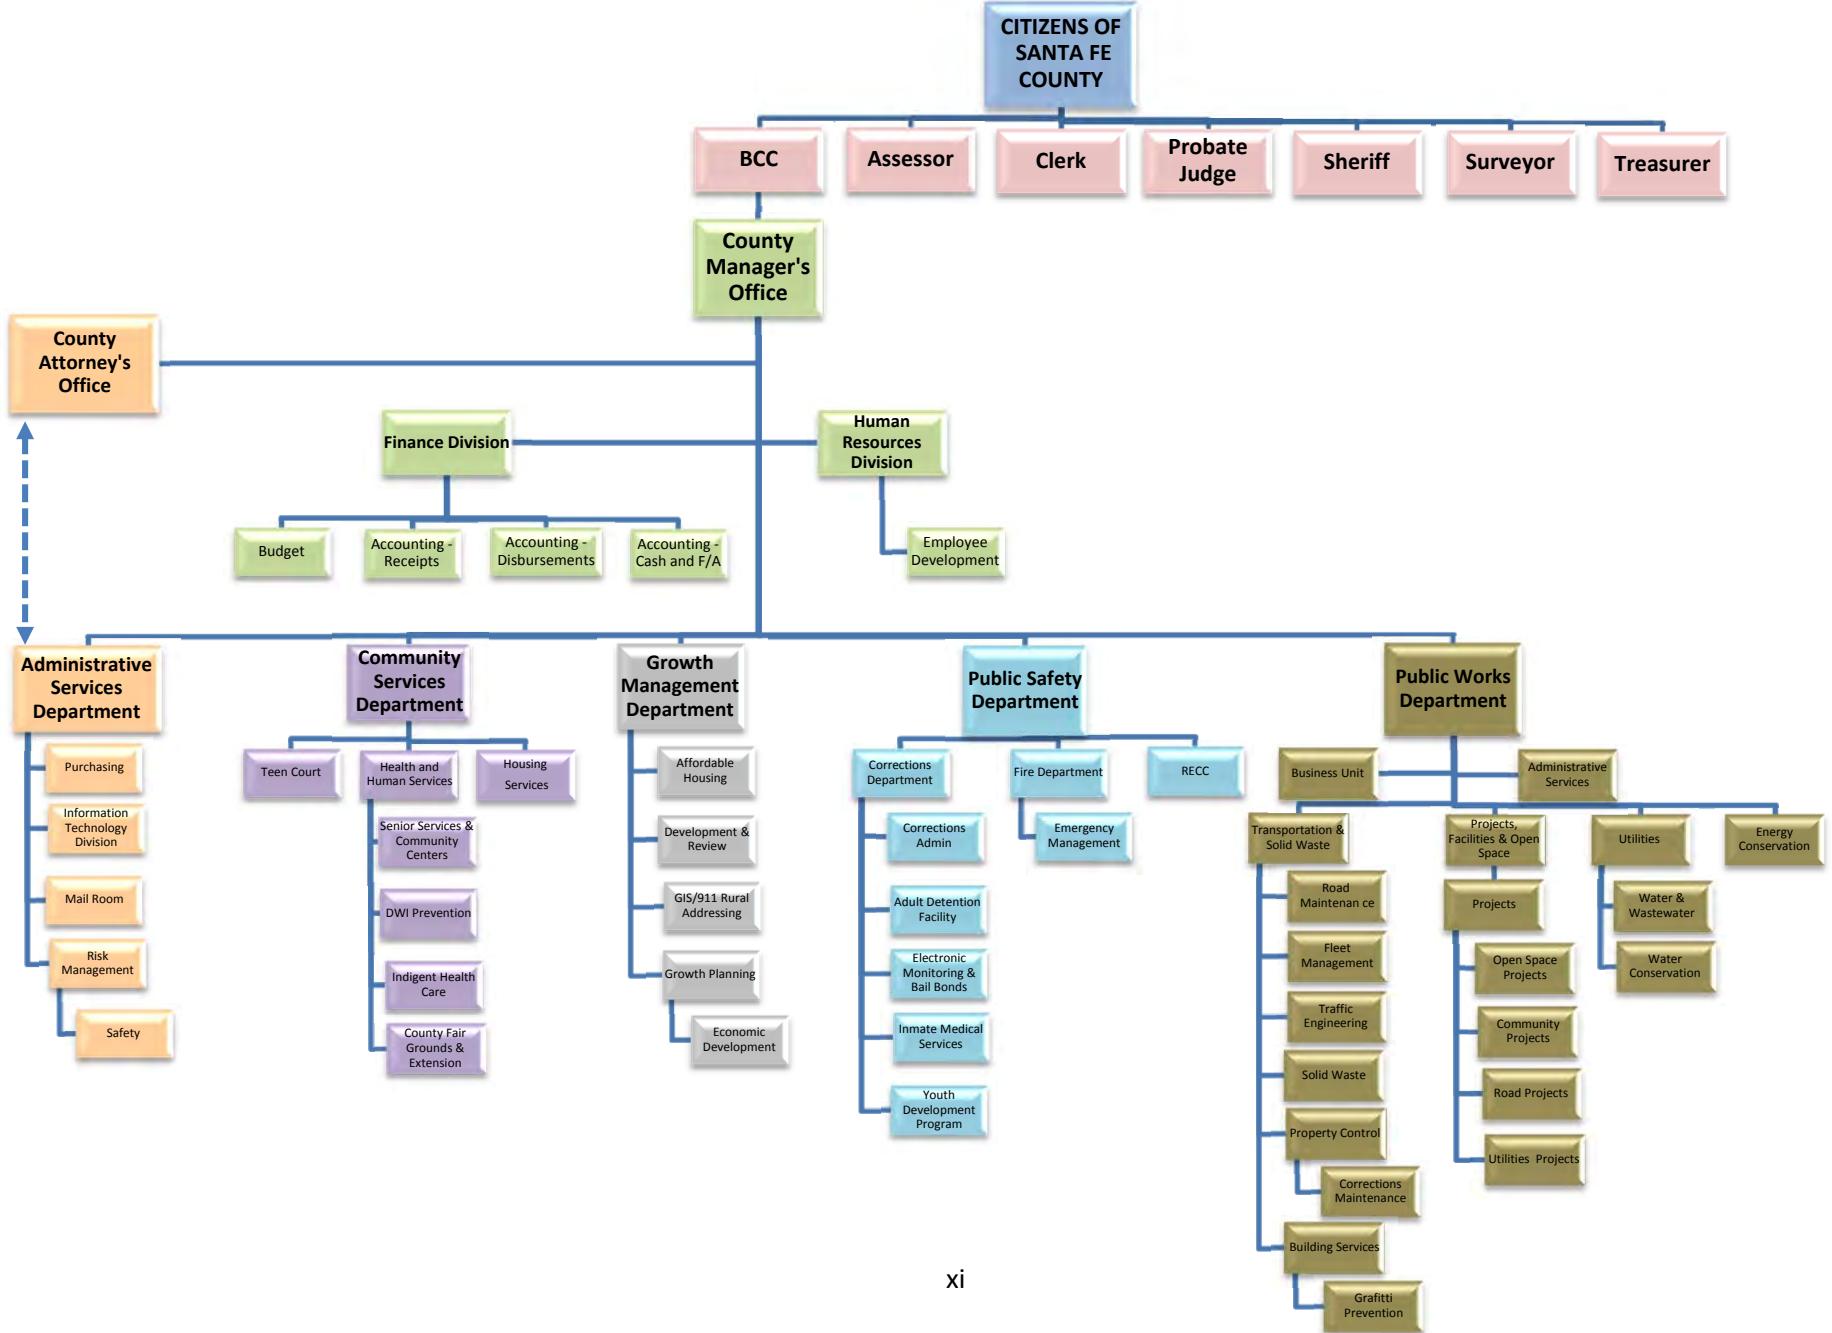 CITIZENS OF
SANTA FE
COUNTY
BCC
Assessor
Clerk
Probate
Judge
Sheriff
Surveyor
Treasurer
County
Manager's
Office
County
Attorney's
Office
Finance Division
Human
Resources
Division
Budget
Accounting -
Receipts
Accounting -
Disbursements
Accounting -
Cash and F/A
Employee
Development
Administrative
Services
Department
Purchasing
Information
Technology
Division
Mail Room
Risk
Management
Safety
Community
Services
Department
Teen Court
Health and
Human Services
Housing
Services
Senior Services &
Community
Centers
DWI Prevention
Indigent Health
Care
County Fair
Grounds &
Extension
Growth
Management
Department
Affordable
Housing
Development &
Review
GIS/911 Rural
Addressing
Growth Planning
Economic
Development
Public Safety
Department
Corrections
Department
Fire Department
RECC
Corrections
Admin
Emergency
Management
Adult Detention
Facility
Electronic
Monitoring &
Bail Bonds
Inmate Medical
Services
Youth
Development
Program
Public Works
Department
Business Unit
Administrative
Services
Transportation &
Solid Waste
Projects,
Facilities & Open
Space
Utilities
Energy
Conservation
Road
Maintenan ce
Fleet
Management
Traffic
Engineering
Solid Waste
Property Control
Corrections
Maintenance
Building Services
Grafitti
Prevention
Projects
Open Space
Projects
Community
Projects
Road Projects
Utilities Projects
Water &
Wastewater
Water
Conservation
xi